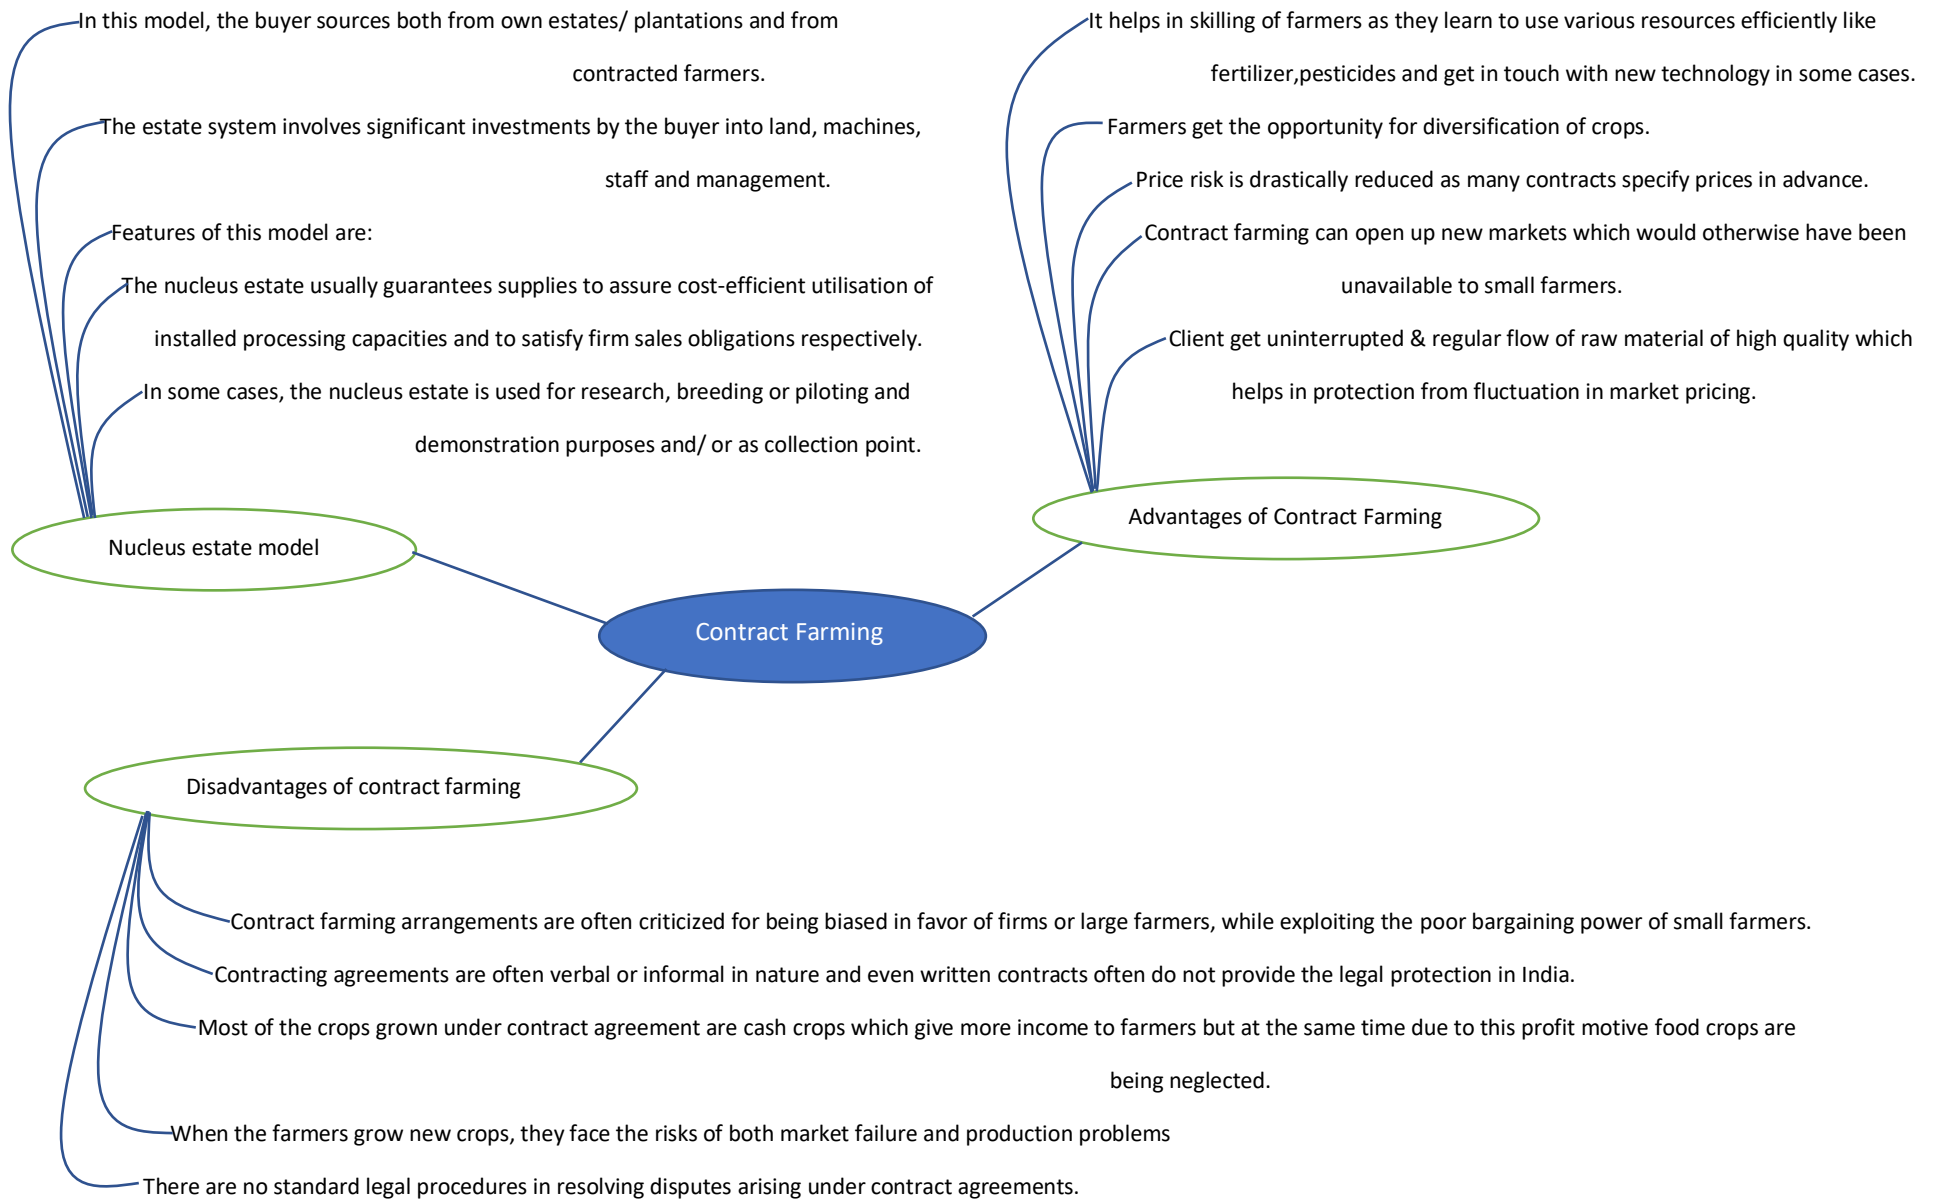 In this model, the buyer sources both from own estates/ plantations and from
contracted farmers.
The estate system involves significant investments by the buyer into land, machines,
staff and management.
Features of this model are:
The nucleus estate usually guarantees supplies to assure cost-efficient utilisation of
installed processing capacities and to satisfy firm sales obligations respectively.
In some cases, the nucleus estate is used for research, breeding or piloting and
demonstration purposes and/ or as collection point.
Nucleus estate model
It helps in skilling of farmers as they learn to use various resources efficiently like
fertilizer,pesticides and get in touch with new technology in some cases.
Farmers get the opportunity for diversification of crops.
Price risk is drastically reduced as many contracts specify prices in advance.
Contract farming can open up new markets which would otherwise have been
unavailable to small farmers.
Client get uninterrupted & regular flow of raw material of high quality which
helps in protection from fluctuation in market pricing.
Advantages of Contract Farming
Contract Farming
Disadvantages of contract farming
Contract farming arrangements are often criticized for being biased in favor of firms or large farmers, while exploiting the poor bargaining power of small farmers.
Contracting agreements are often verbal or informal in nature and even written contracts often do not provide the legal protection in India.
Most of the crops grown under contract agreement are cash crops which give more income to farmers but at the same time due to this profit motive food crops are
being neglected.
When the farmers grow new crops, they face the risks of both market failure and production problems
There are no standard legal procedures in resolving disputes arising under contract agreements.